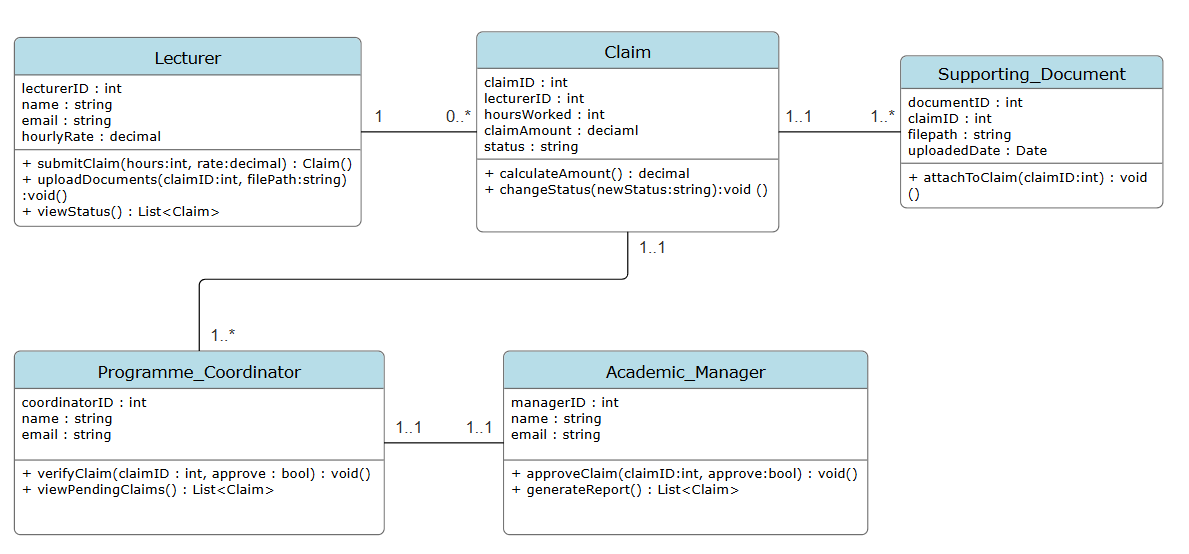 Lecturer
lecturerID : int
name : string
email : string
hourlyRate : decimal
+ submitClaim(hours:int, rate:decimal) : Claim()
+ uploadDocuments(claimID:int, filePath:string)
:void()
+ viewStatus() : List<Claim>
1
0..*
Claim
claimID : int
lecturerID : int
hoursWorked : int
claimAmount : deciaml
status : string
+ calculateAmount() : decimal
+ changeStatus(newStatus:string):void ()
1..1
1..*
Supporting_Document
documentID : int
claimID : int
filepath : string
uploadedDate : Date
+ attachToClaim(claimID:int) : void
()
1..1
1..*
Programme_Coordinator
coordinatorID : int
name : string
email : string
+ verifyClaim(claimID : int, approve : bool) : void()
+ viewPendingClaims() : List<Claim>
1..1
1..1
Academic_Manager
managerID : int
name : string
email : string
+ approveClaim(claimID:int, approve:bool) : void()
+ generateReport() : List<Claim>